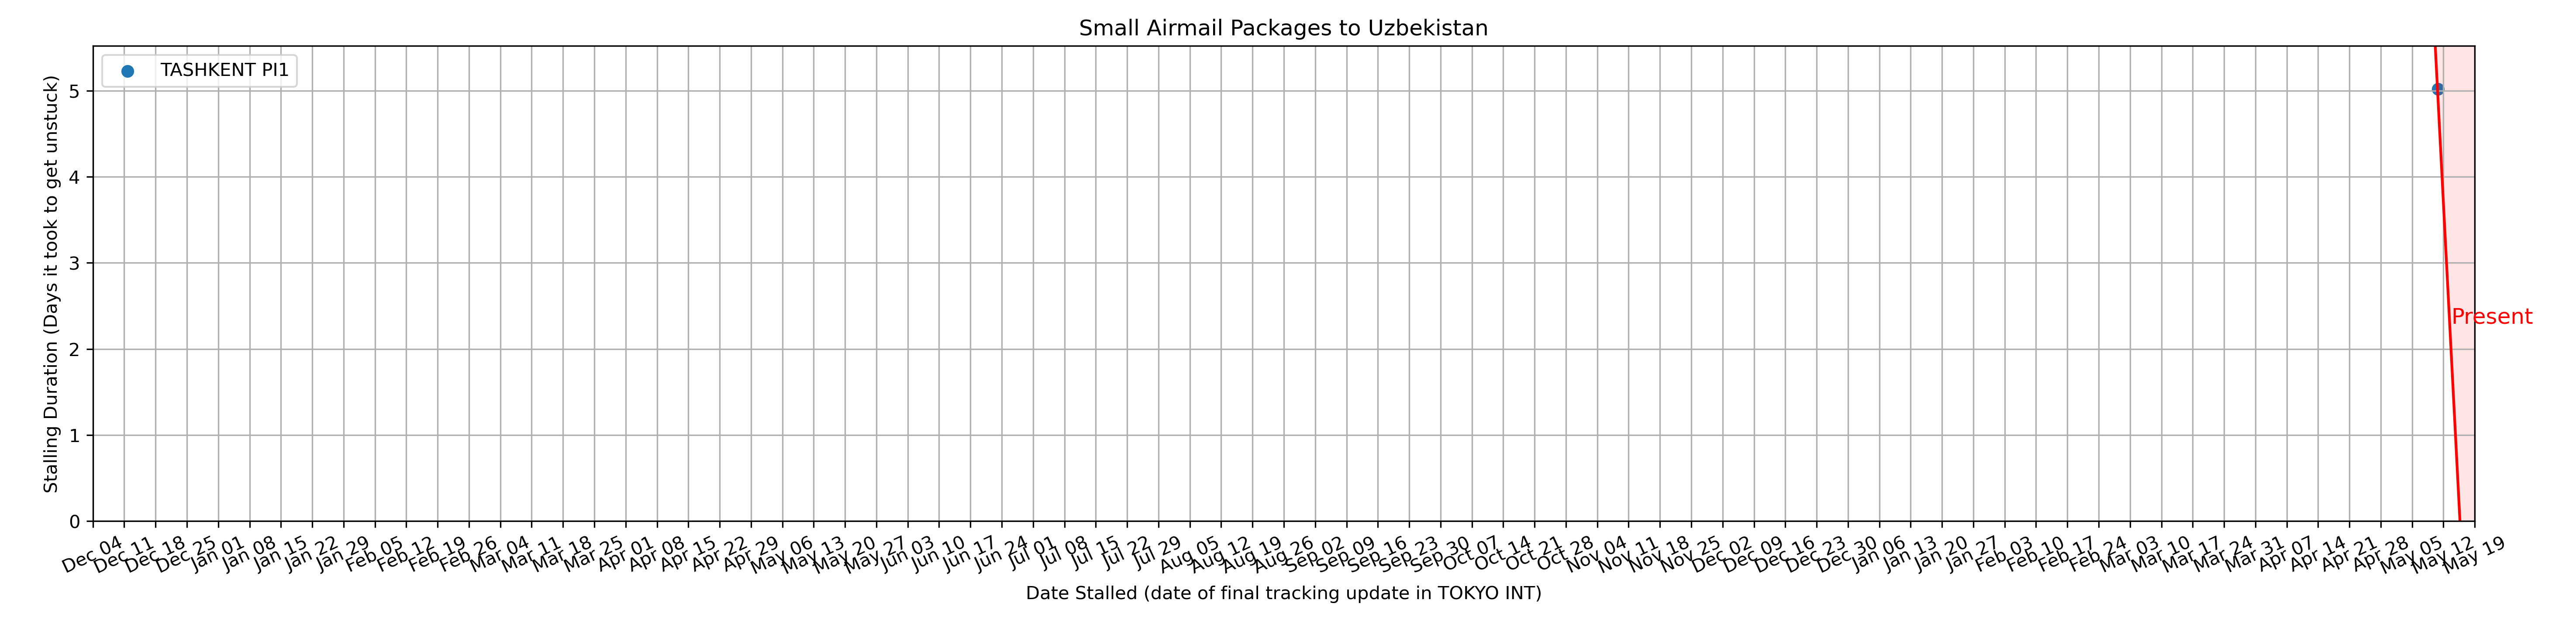 Small Airmail Packages to Uzbekistan
TASHKENT PI1
Stalling Duration (Days it took to get unstuck)
5
4
3
2
1
0
Present
Dec 04
Dec 11
Dec 18
Dec 25
Jan 01
Jan 08
Jan 15
Jan 22
Jan 29
Feb 05
Feb 12
Feb 19
Feb 26
Mar 04
Mar 11
Mar 18
Mar 25
Apr 01
Apr 08
Apr 15
Apr 22
Apr 29
May 06
May 13
May 20
May 27
Jun 03
Jun 10
Jun 17
Jun 24
Jul 01
Jul 08
Jul 15
Jul 22
Jul 29
Aug 05
Aug 12
Aug 19
Aug 26
Sep 02
Sep 09
Sep 16
Sep 23
Sep 30
Oct 07
Oct 14
Oct 21
Oct 28
Nov 04
Nov 11
Nov 18
Nov 25
Dec 02
Dec 09
Dec 16
Dec 23
Dec 30
Jan 06
Jan 13
Jan 20
Jan 27
Feb 03
Feb 10
Feb 17
Feb 24
Mar 03
Mar 10
Mar 17
Mar 24
Mar 31
Apr 07
Apr 14
Apr 21
Apr 28
May 05
May 12
May 19
Date Stalled (date of final tracking update in TOKYO INT)